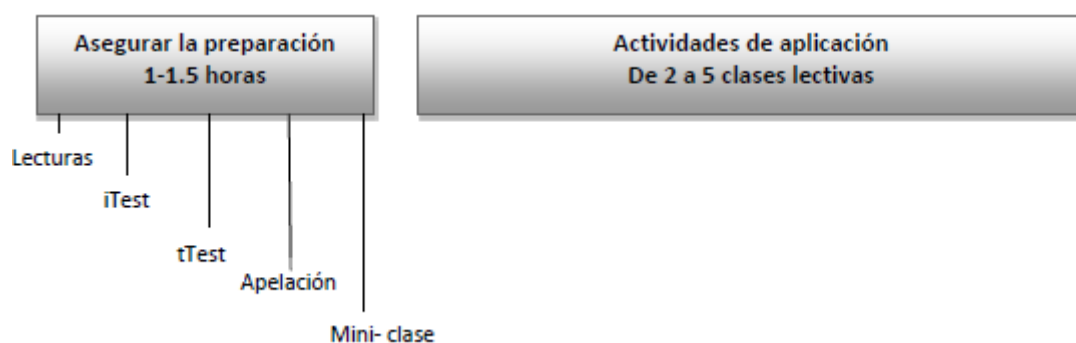 Asegurar la preparación
1-1.5 horas
Actividades de aplicación
De 2 a 5 clases lectivas
Lecturas
iTest
tTest
Apelación
Mini- clase